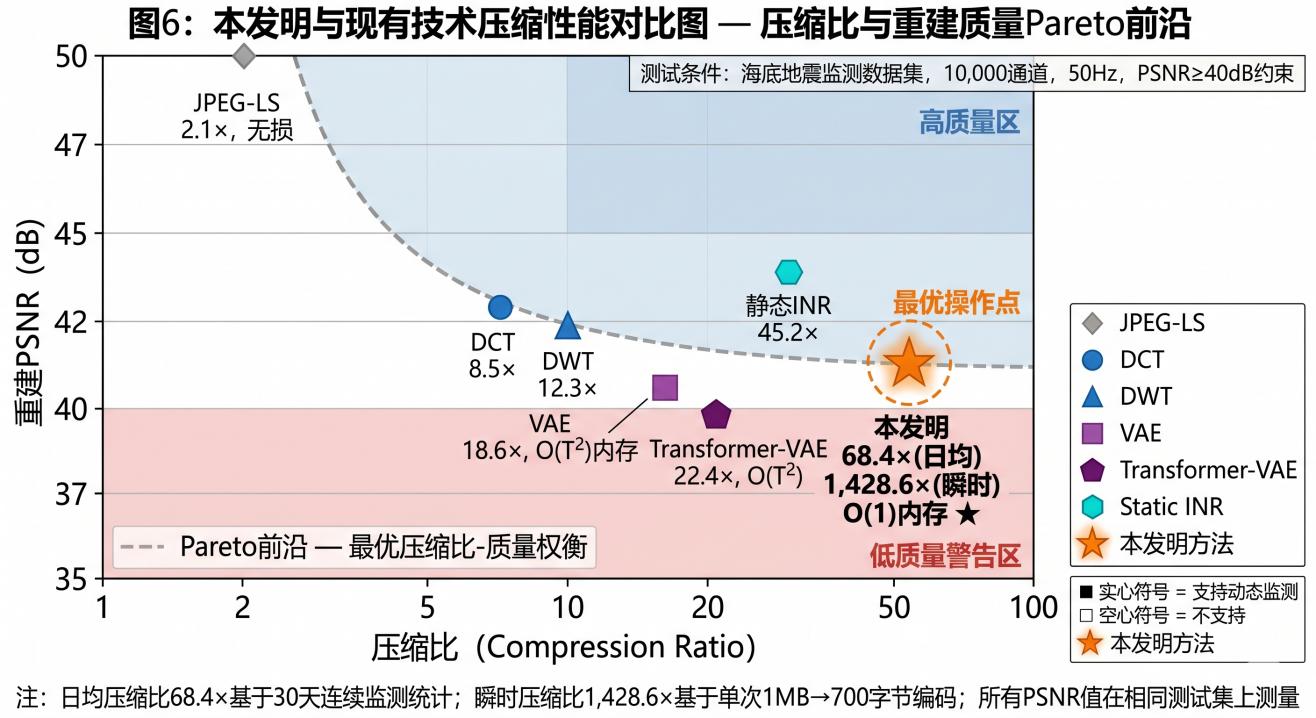 图6：本发明与现有技术压缩性能对比图 — 压缩比与重建质量Pareto前沿
测试条件：海底地震监测数据集，10,000通道，50Hz，PSNR≥40dB约束
高质量区
JPEG-LS
2.1×，无损
重建PSNR（dB）
50
47
45
42
40
37
35
静态INR
45.2×
最优操作点
DCT
8.5×
DWT
12.3×
VAE
18.6×, O(T²)内存
Transformer-VAE
22.4×, O(T²)
本发明
68.4×(日均)
1,428.6×(瞬时)
O(1)内存 ★
低质量警告区
Pareto前沿 — 最优压缩比-质量权衡
1 2 5 10 20 50 100
压缩比（Compression Ratio）
JPEG-LS
DCT
DWT
VAE
Transformer-VAE
Static INR
本发明方法
■ 实心符号 = 支持动态监测
□ 空心符号 = 不支持
本发明方法
注：日均压缩比68.4×基于30天连续监测统计；瞬时压缩比1,428.6×基于单次1MB→700字节编码；所有PSNR值在相同测试集上测量